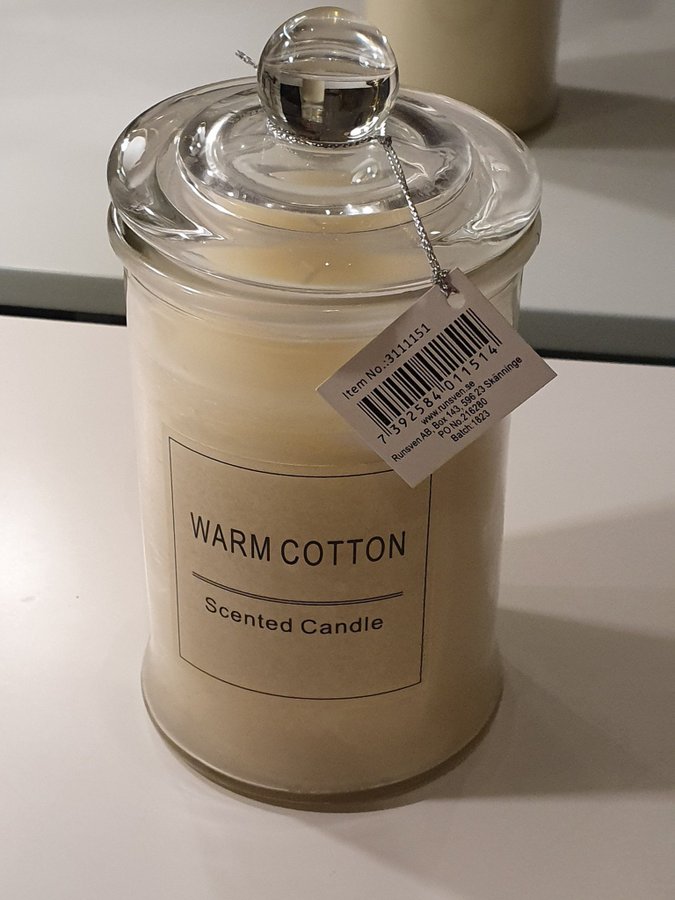 Item No.:3111151
7 392584 011514
www.runsven.se
Runsven AB, Box 143, 596 23 Skänninge
PO No.216280
Batch:1823
WARM COTTON
Scented Candle